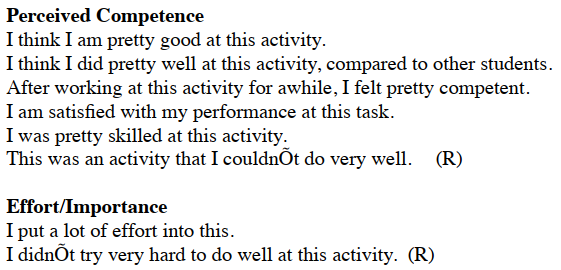 Perceived Competence
I think I am pretty good at this activity.
I think I did pretty well at this activity, compared to other students.
After working at this activity for awhile, I felt pretty competent.
I am satisfied with my performance at this task.
I was pretty skilled at this activity.
This was an activity that I couldnÕt do very well. (R)
Effort/Importance
I put a lot of effort into this.
I didnÕt try very hard to do well at this activity. (R)